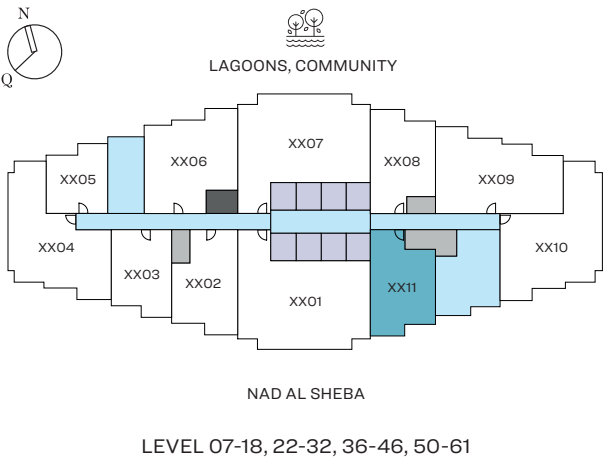 N
Q
LAGOONS, COMMUNITY
XX07
XX06
XX08
XX05
XX09
XX04
XX10
XX03
XX02
XX01
XX11
NAD AL SHEBA
LEVEL 07-18, 22-32, 36-46, 50-61